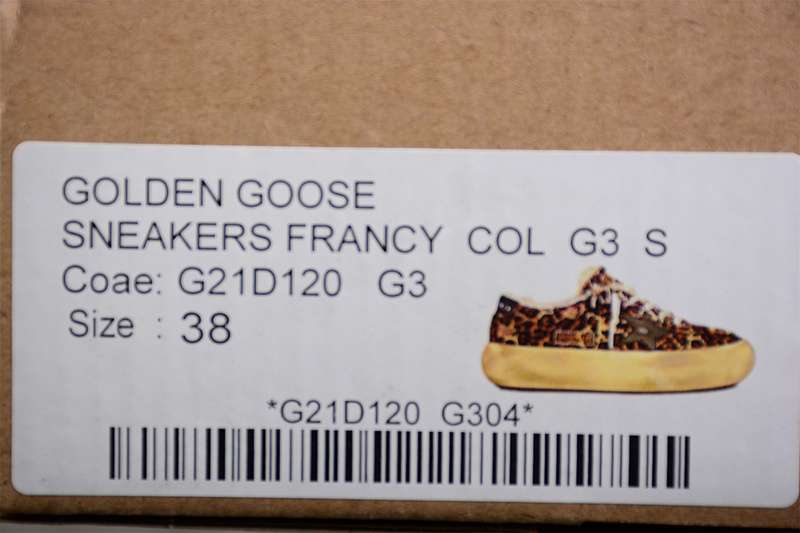 GOLDEN GOOSE
SNEAKERS FRANCY COL G3 S
Coae: G21D120 G3
Size : 38
*G21D120 G304*